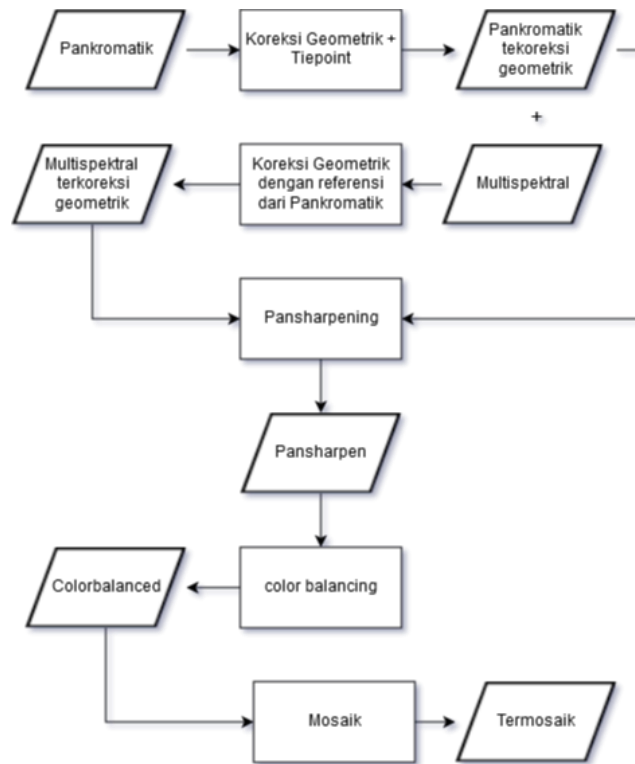 Pankromatik
Koreksi Geometrik +
Tiepoint
Pankromatik
tekoreksi
geometrik
+
Multispektral
terkoreksi
geometrik
Koreksi Geometrik
dengan referensi
dari Pankromatik
Multispektral
Pansharpening
Pansharpen
Colorbalanced
color balancing
Mosaik
Termosaik